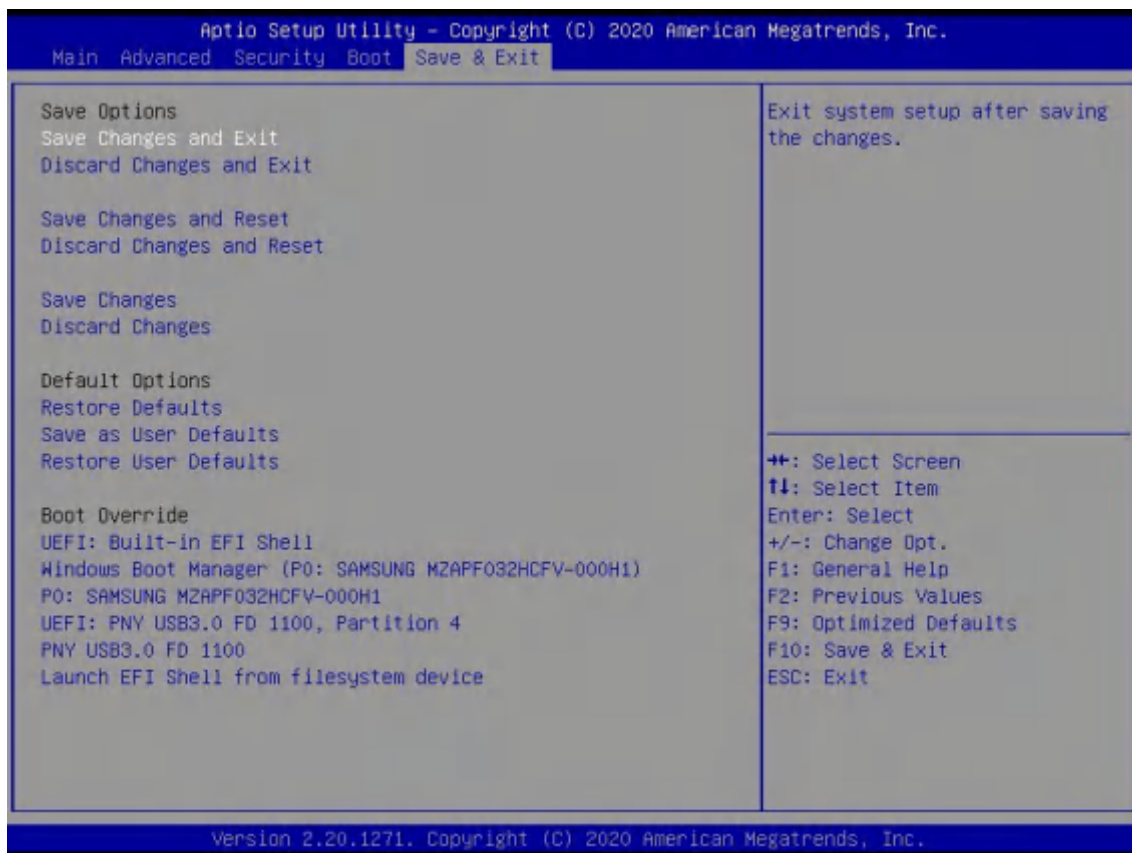 Aptio Setup Utility – Copyright (C) 2020 American Megatrends, Inc.
Main Advanced Security Boot Save & Exit
Save Options
Save Changes and Exit
Discard Changes and Exit
Save Changes and Reset
Discard Changes and Reset
Save Changes
Discard Changes
Default Options
Restore Defaults
Save as User Defaults
Restore User Defaults
Boot Override
UEFI: Built-in EFI Shell
Windows Boot Manager (P0: SAMSUNG MZAPF032HCFV-000H1)
P0: SAMSUNG MZAPF032HCFV-000H1
UEFI: PNY USB3.0 FD 1100, Partition 4
PNY USB3.0 FD 1100
Launch EFI Shell from filesystem device
Exit system setup after saving
the changes.
→←: Select Screen
↑↓: Select Item
Enter: Select
+/-: Change Opt.
F1: General Help
F2: Previous Values
F9: Optimized Defaults
F10: Save & Exit
ESC: Exit
Version 2.20.1271. Copyright (C) 2020 American Megatrends, Inc.